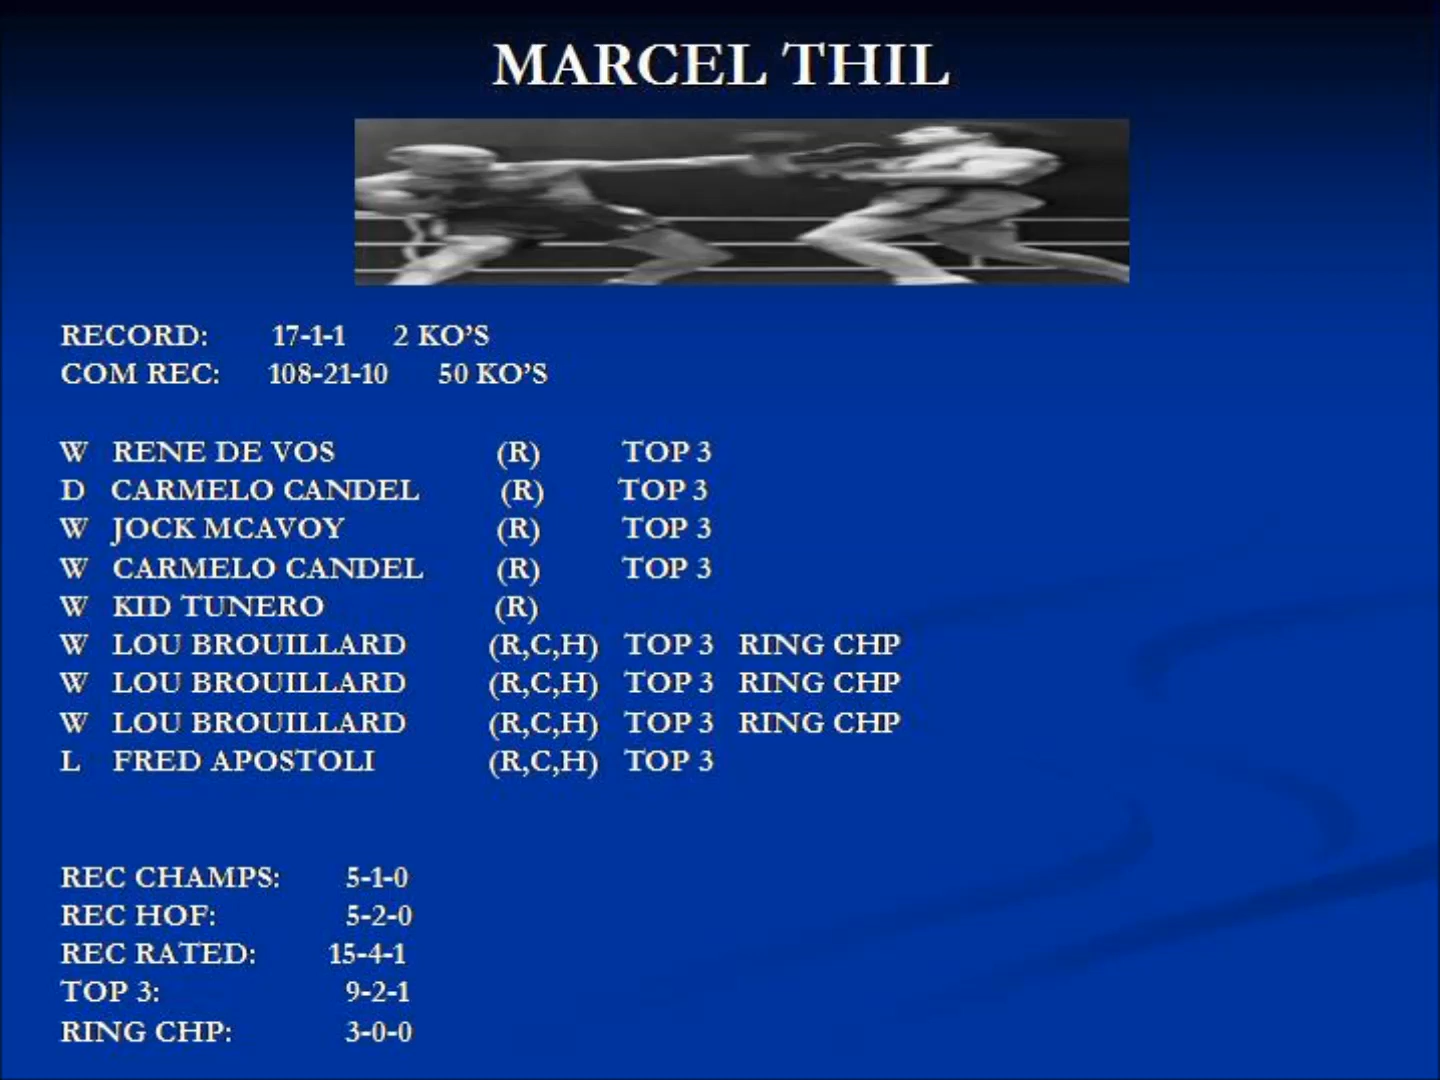 MARCEL THIL
RECORD: 17-1-1 2 KO'S
COM REC: 108-21-10 50 KO'S
W RENE DE VOS (R) TOP 3
D CARMELO CANDEL (R) TOP 3
W JOCK MCAVOY (R) TOP 3
W CARMELO CANDEL (R) TOP 3
W KID TUNERO (R)
W LOU BROUILLARD (R,C,H) TOP 3 RING CHP
W LOU BROUILLARD (R,C,H) TOP 3 RING CHP
W LOU BROUILLARD (R,C,H) TOP 3 RING CHP
L FRED APOSTOLI (R,C,H) TOP 3
REC CHAMPS: 5-1-0
REC HOF: 5-2-0
REC RATED: 15-4-1
TOP 3: 9-2-1
RING CHP: 3-0-0